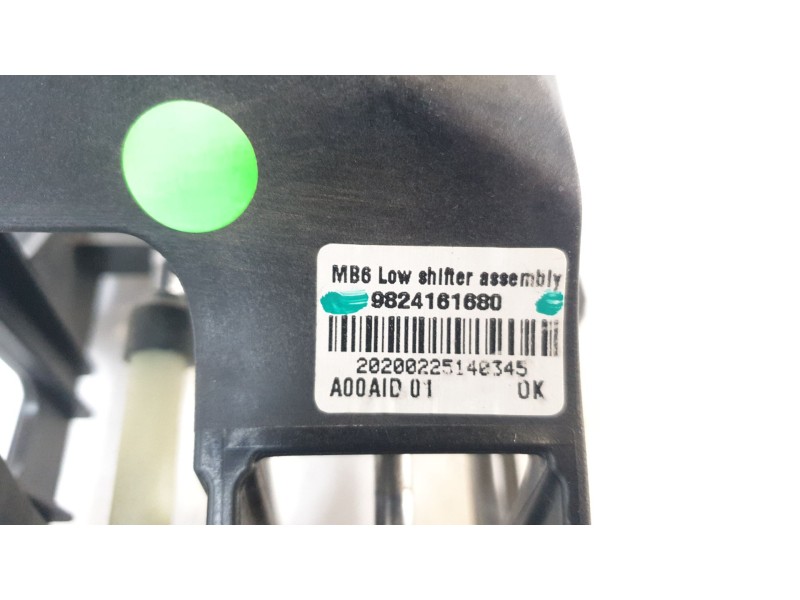 MB6 Low shifter assembly
9824161680
20200225140345
A00AID 01 OK